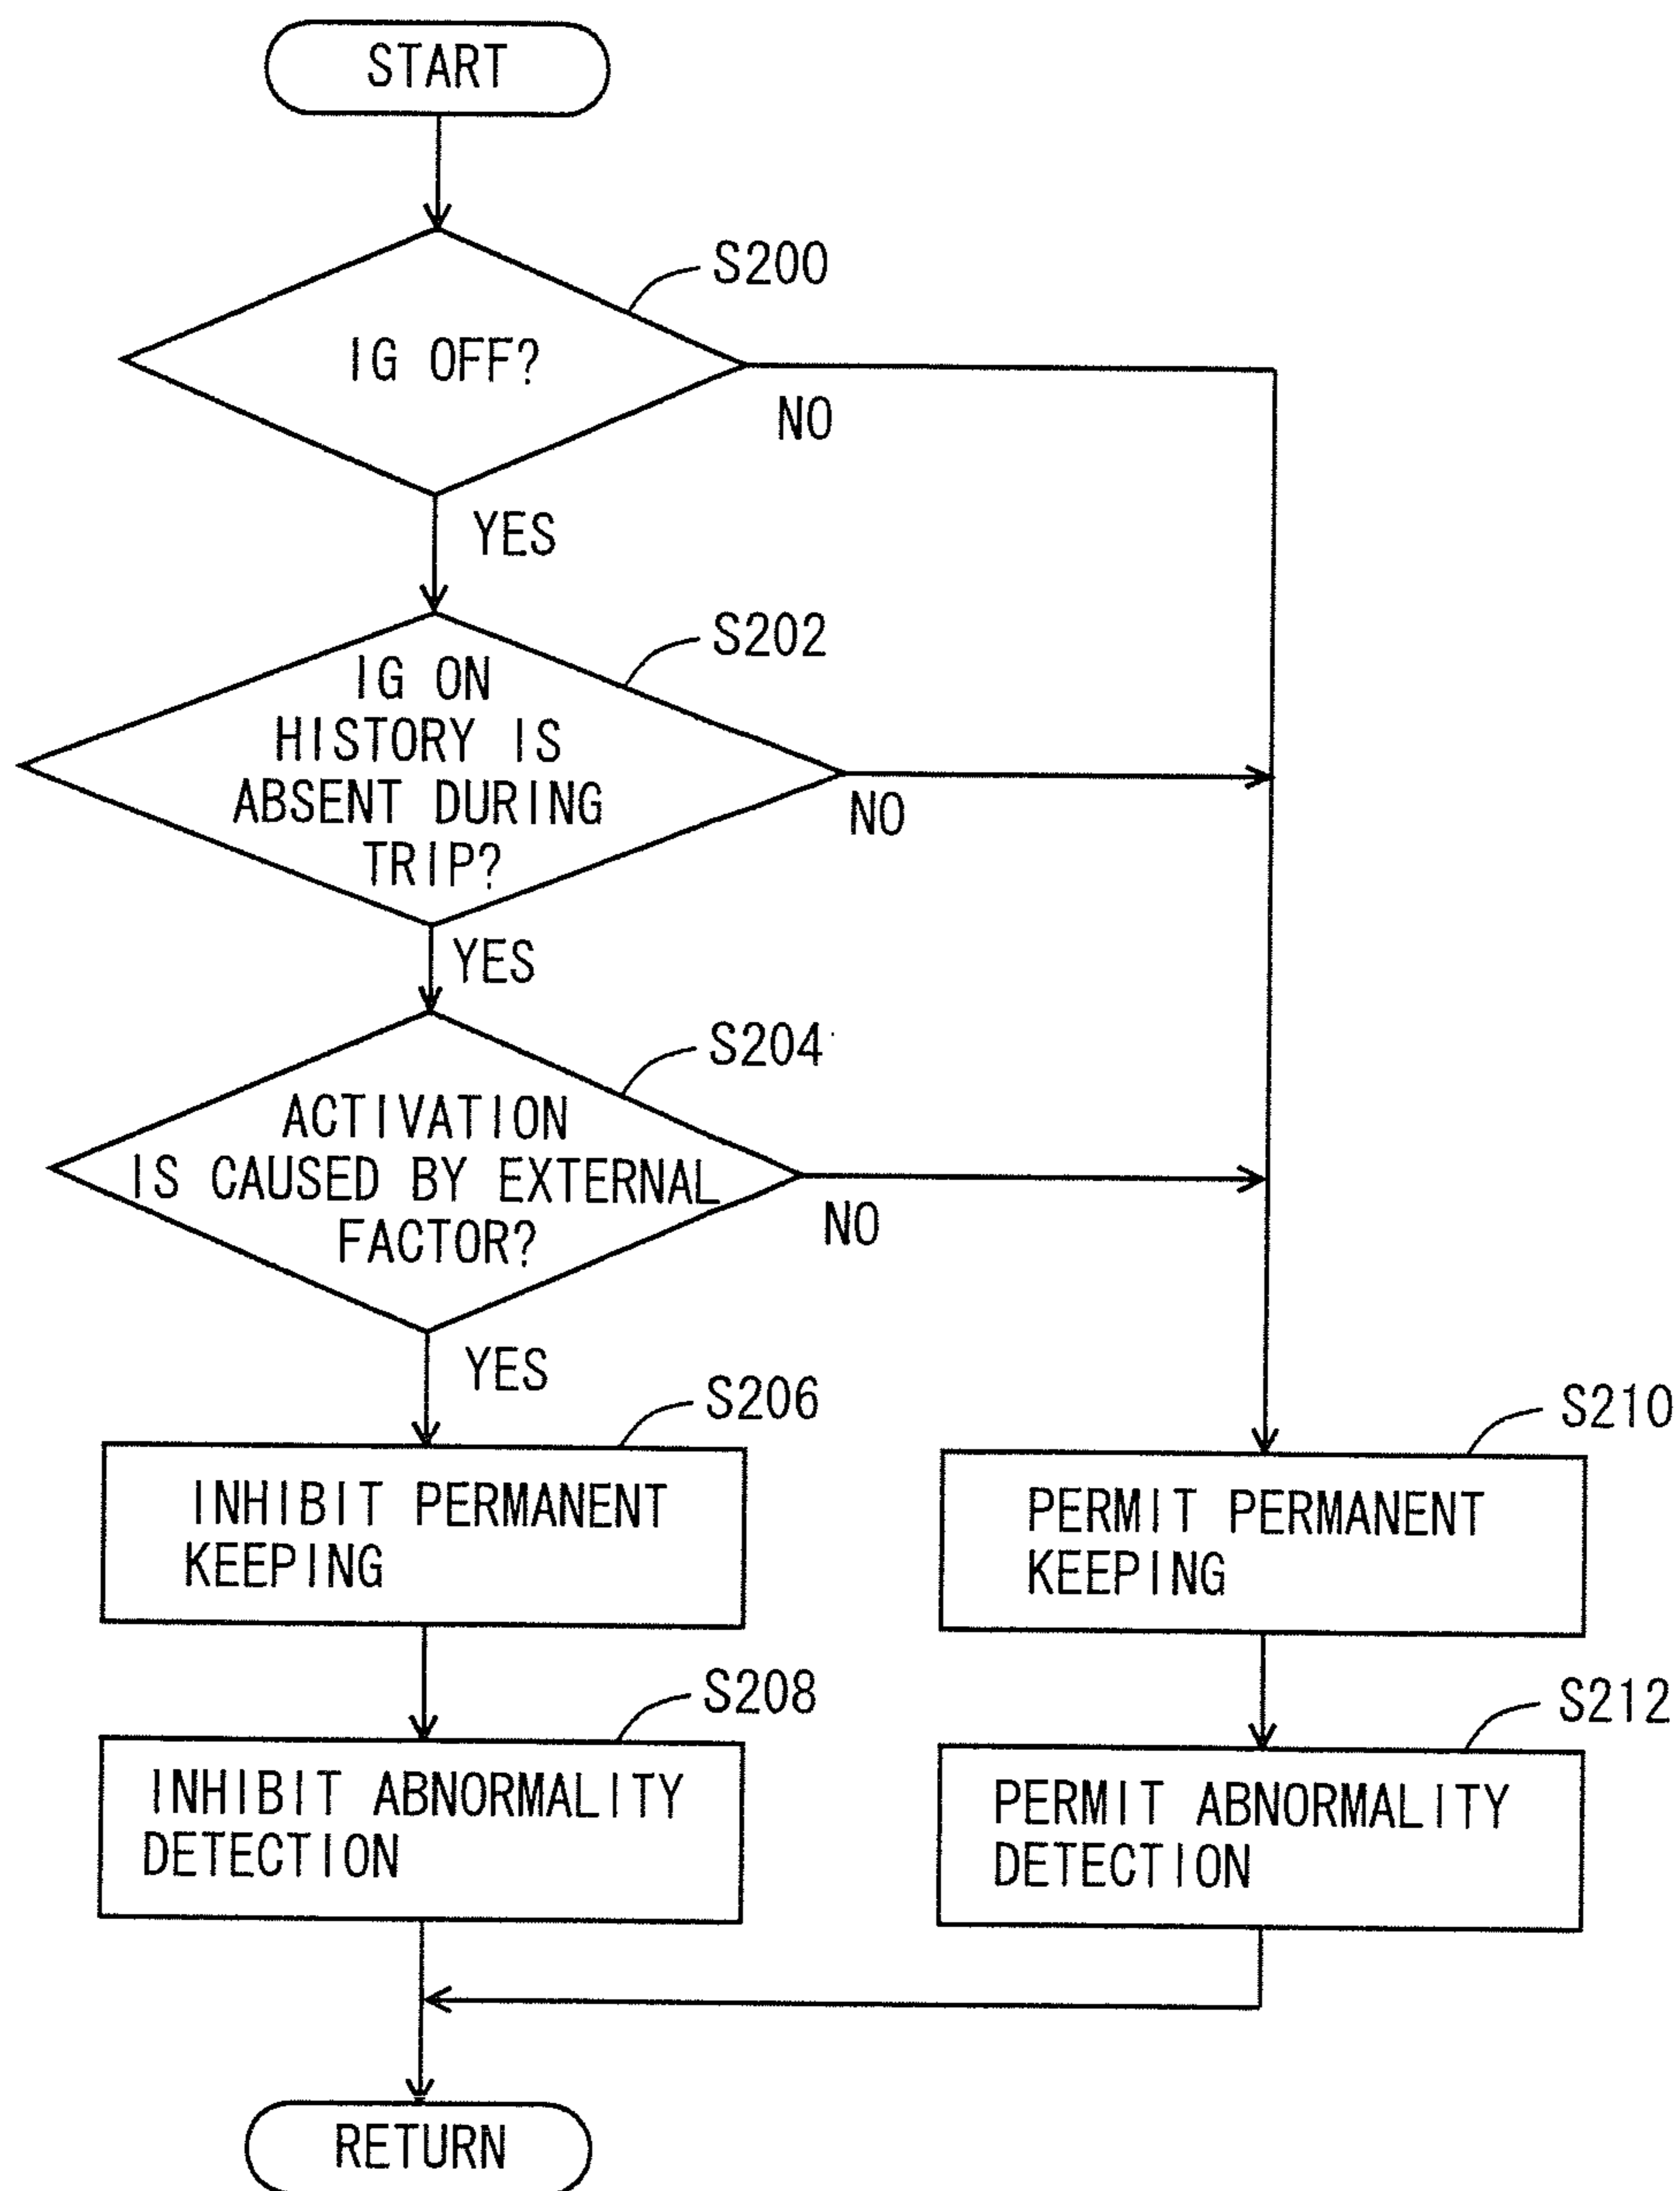 START
S200
IG OFF?
NO
YES
S202
IG ON
HISTORY IS
ABSENT DURING
TRIP?
NO
YES
S204
ACTIVATION
IS CAUSED BY EXTERNAL
FACTOR?
NO
YES
S206
INHIBIT PERMANENT
KEEPING
S210
PERMIT PERMANENT
KEEPING
S208
INHIBIT ABNORMALITY
DETECTION
S212
PERMIT ABNORMALITY
DETECTION
RETURN